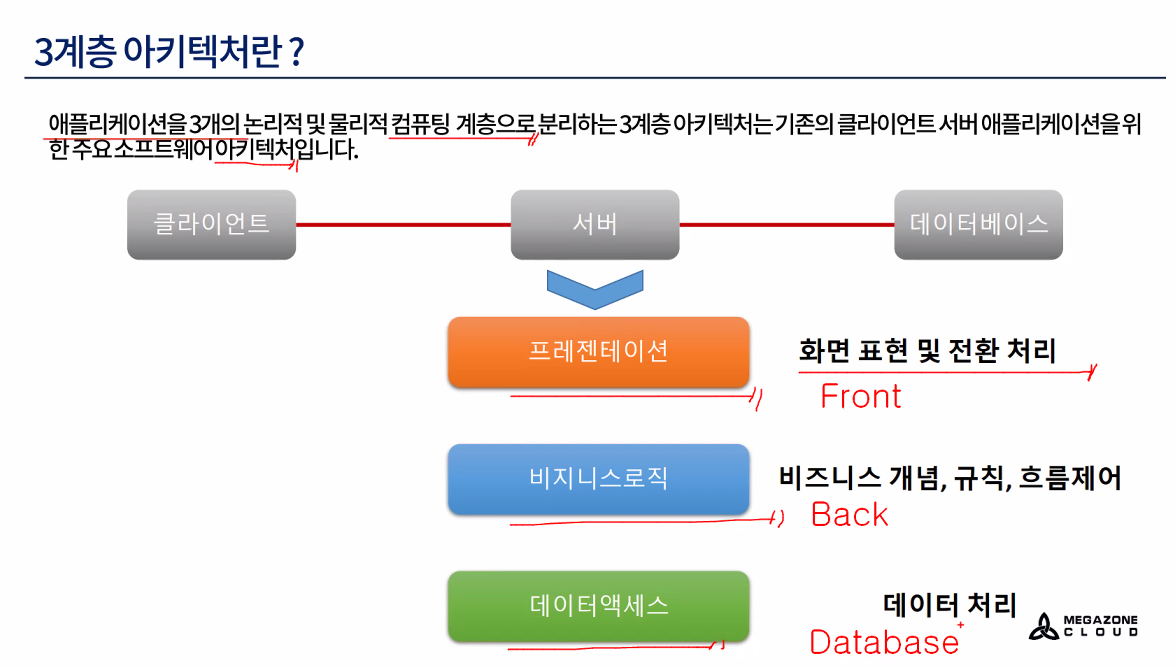 3계층 아키텍처란 ?
애플리케이션을 3개의 논리적 및 물리적 컴퓨팅 계층으로 분리하는 3계층 아키텍처는 기존의 클라이언트 서버 애플리케이션을 위
한 주요 소프트웨어 아키텍처입니다.
클라이언트
서버
데이터베이스
프레젠테이션
화면 표현 및 전환 처리
Front
비지니스로직
비즈니스 개념, 규칙, 흐름제어
Back
데이터액세스
데이터 처리
Database
MEGAZONE
CLOUD